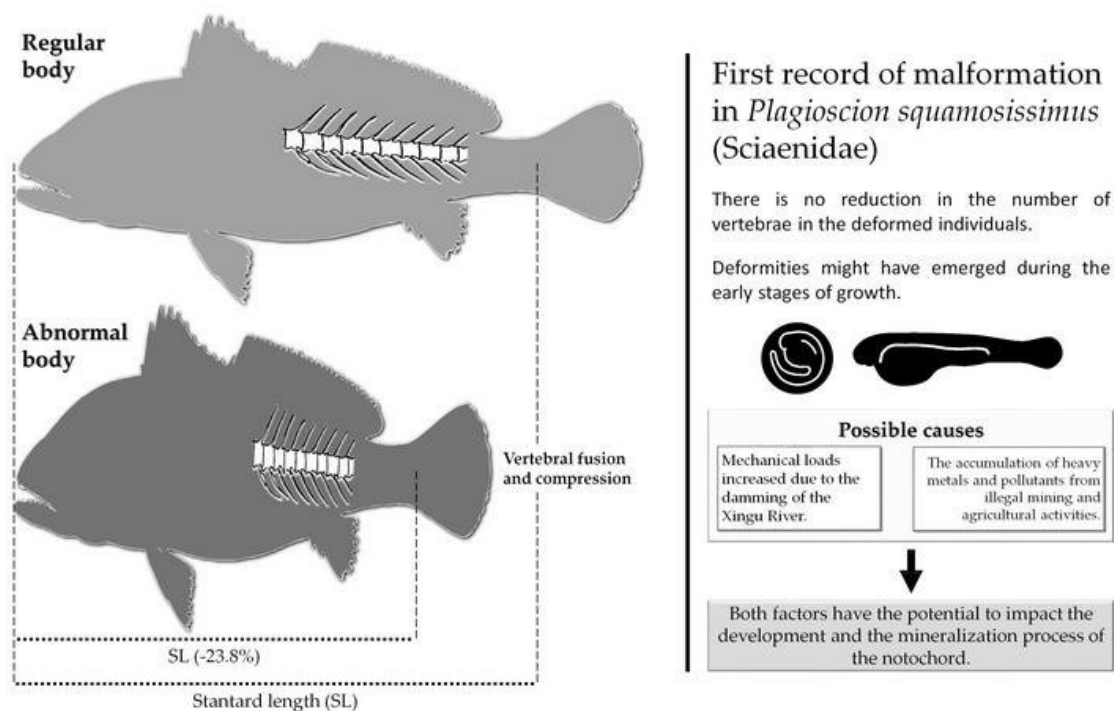 Regular
body
Abnormal
body
Vertebral fusion
and compression
SL (-23.8%)
Stantard length (SL)
First record of malformation
in Plagioscion squamosissimus
(Sciaenidae)
There is no reduction in the number of
vertebrae in the deformed individuals.
Deformities might have emerged during the
early stages of growth.
Possible causes
Mechanical loads
increased due to the
damming of the
Xingu River.
The accumulation of heavy
metals and pollutants from
illegal mining and
agricultural activities.
Both factors have the potential to impact the
development and the mineralization process of
the notochord.